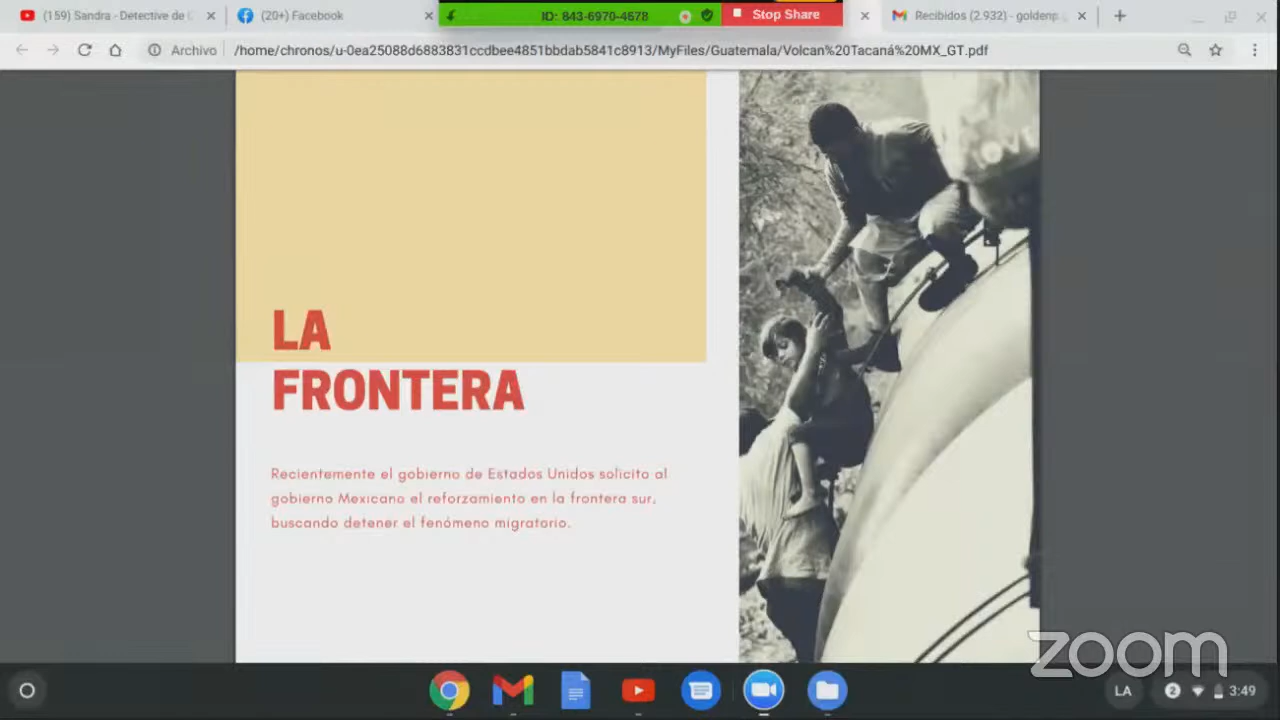 (159) Sandra - Detective de
(20+) Facebook
ID: 843-6970-4678
Stop Share
Recibidos (2.932) - goldenp
Archivo
/home/chronos/u-0ea25088d6883831ccdbee4851bbdab5841c8913/MyFiles/Guatemala/Volcan%20Tacaná%20MX_GT.pdf
LA
FRONTERA
Recientemente el gobierno de Estados Unidos solicito al
gobierno Mexicano el reforzamiento en la frontera sur,
buscando detener el fenómeno migratorio.
zoom
LA
2
3:49